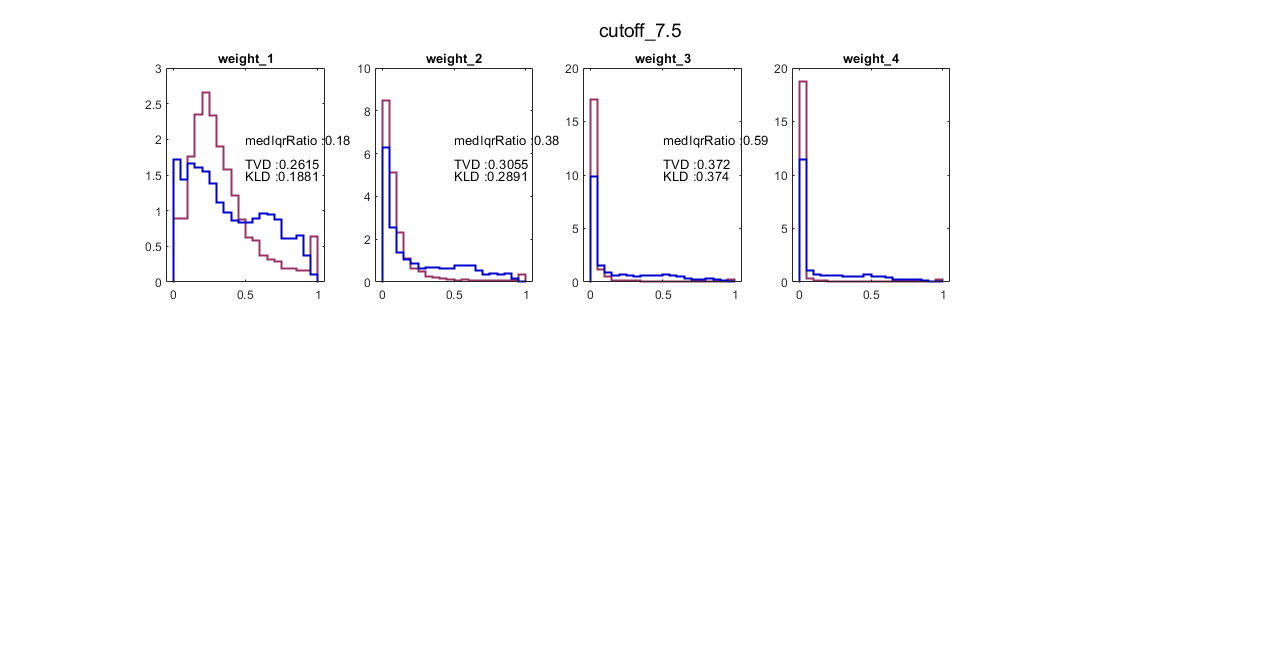 cutoff_7.5
weight_1
3
2.5
2
1.5
1
0.5
0
0 0.5 1
medIqrRatio :0.18
TVD :0.2615
KLD :0.1881
weight_2
10
8
6
4
2
0
0 0.5 1
medIqrRatio :0.38
TVD :0.3055
KLD :0.2891
weight_3
20
15
10
5
0
0 0.5 1
medIqrRatio :0.59
TVD :0.372
KLD :0.374
weight_4
20
15
10
5
0
0 0.5 1